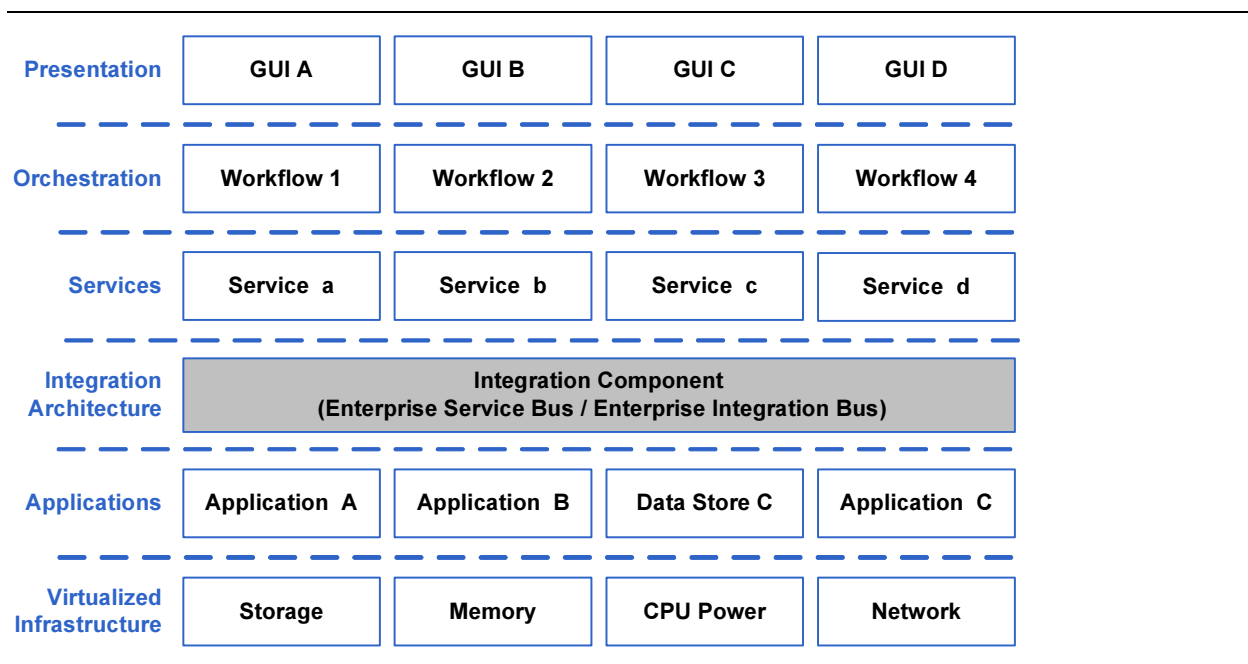 Presentation
GUI A
GUI B
GUI C
GUI D
Orchestration
Workflow 1
Workflow 2
Workflow 3
Workflow 4
Services
Service a
Service b
Service c
Service d
Integration
Architecture
Integration Component
(Enterprise Service Bus / Enterprise Integration Bus)
Applications
Application A
Application B
Data Store C
Application C
Virtualized
Infrastructure
Storage
Memory
CPU Power
Network